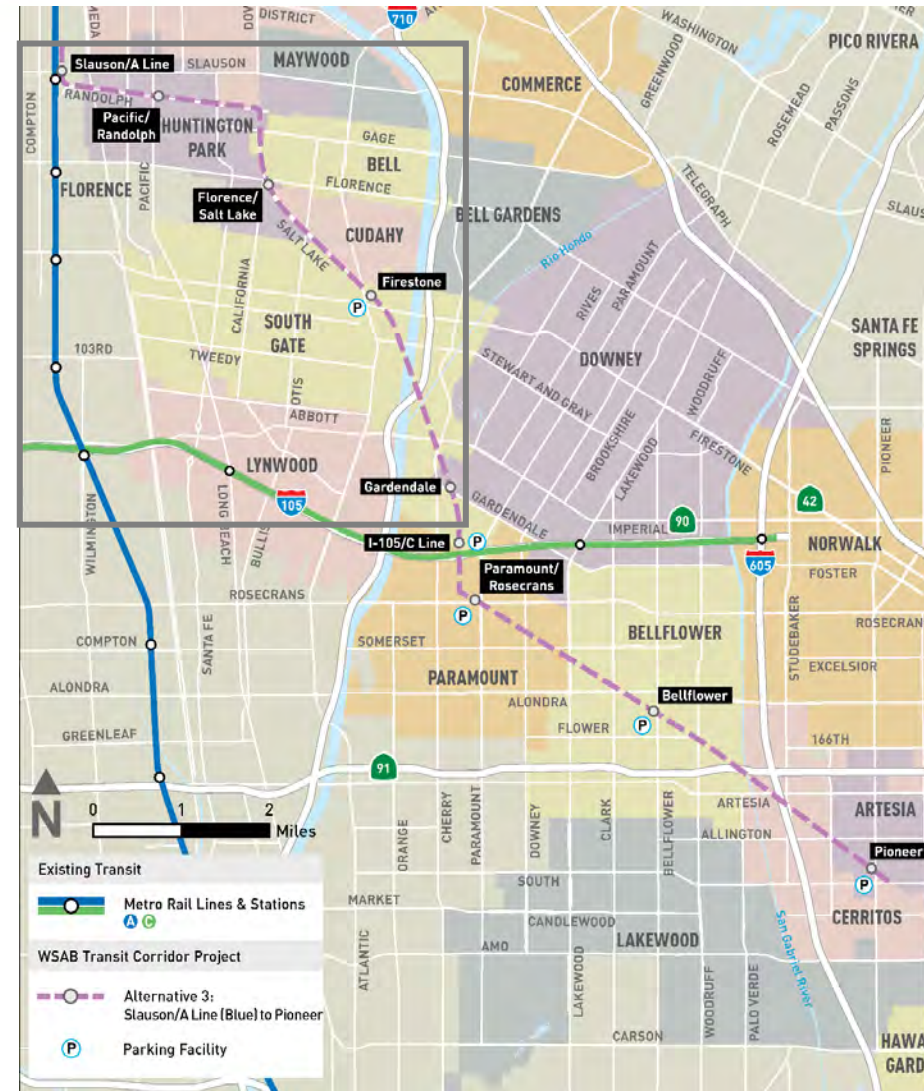 DISTRICT
710
WASHINGTON
PICO RIVERA
Slauson/A Line
SLAUSON
MAYWOOD
COMMERCE
GREENWOOD
ROSEMEAD
PASSONS
COMPTON
RANDOLPH
Pacific/
Randolph
HUNTINGTON
PARK
GAGE
BELL
FLORENCE
FLORENCE
PACIFIC
Florence/
Salt Lake
TELEGRAPH
BELL GARDENS
CUDAHY
SALT LAKE
Rio Hondo
Firestone
P
CALIFORNIA
SOUTH
GATE
RIVES
PARAMOUNT
DOWNEY
SANTA FE
SPRINGS
103RD
TWEEDY
OTIS
ABBOTT
STEWART AND GRAY
WOODRUFF
BROOKSHIRE
LAKEWOOD
FIRESTONE
PIONEER
LYNWOOD
Gardendale
105
GARDENDALE
IMPERIAL
90
42
WILMINGTON
LONG BEACH
I-105/C Line
P
605
NORWALK
Paramount/
Rosecrans
P
FOSTER
ROSECRANS
SANTA FE
COMPTON
SOMERSET
BELLFLOWER
STUDEBAKER
EXCELSIOR
PARAMOUNT
ALONDRA
ALONDRA
Bellflower
P
FLOWER
GREENLEAF
166TH
91
N
0 1 2
Miles
ORANGE
CHERRY
PARAMOUNT
DOWNEY
CLARK
BELLFLOWER
ARTESIA
ALLINGTON
ARTESIA
Pioneer
P
SOUTH
MARKET
CERRITOS
CANDLEWOOD
LAKEWOOD
San Gabriel River
ATLANTIC
LAKEWOOD
WOODRUFF
PALO VERDE
CARSON
Existing Transit
Metro Rail Lines & Stations
A C
WSAB Transit Corridor Project
Alternative 3:
Slauson/A Line (Blue) to Pioneer
P Parking Facility